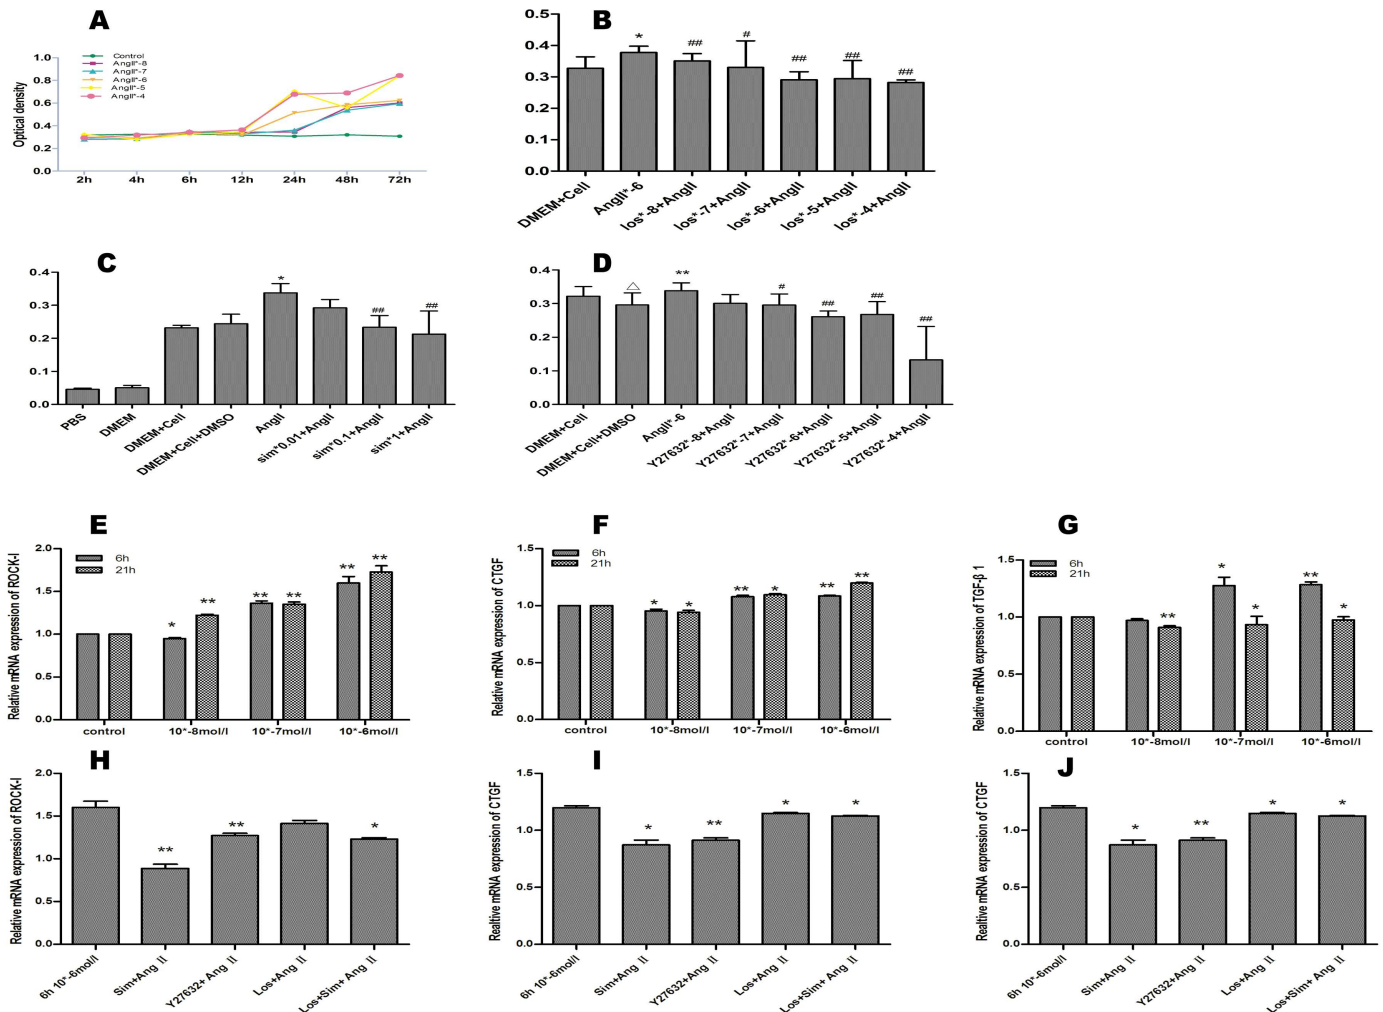 A
Optical density
1.0
0.8
0.6
0.4
0.2
0.0
Control
AngII*-8
AngII*-7
AngII*-6
AngII*-5
AngII*-4
2h 4h 6h 12h 24h 48h 72h
B
0.5
0.4
0.3
0.2
0.1
0.0
* ## # ## ## ##
DMEM+Cell
AngII*-6
los*-8+AngII
los*-7+AngII
los*-6+AngII
los*-5+AngII
los*-4+AngII
C
0.4
0.3
0.2
0.1
0.0
* ## ##
PBS
DMEM
DMEM+Cell
DMEM+Cell+DMSO
AngII
sim*0.01+AngII
sim*0.1+AngII
sim*1+AngII
D
0.4
0.3
0.2
0.1
0.0
△ ** # ## ## ##
DMEM+Cell
DMEM+Cell+DMSO
AngII*-6
Y27632*-8+AngII
Y27632*-7+AngII
Y27632*-6+AngII
Y27632*-5+AngII
Y27632*-4+AngII
E
Relative mRNA expression of ROCK-I
2.0
1.5
1.0
0.5
0.0
6h
21h
* ** ** ** ** **
control 10*-8mol/l 10*-7mol/l 10*-6mol/l
F
Relative mRNA expression of CTGF
1.5
1.0
0.5
0.0
6h
21h
* * ** * ** **
control 10*-8mol/l 10*-7mol/l 10*-6mol/l
G
Relative mRNA expression of TGF-β 1
1.5
1.0
0.5
0.0
6h
21h
** * * ** *
control 10*-8mol/l 10*-7mol/l 10*-6mol/l
H
Relative mRNA expression of ROCK-I
2.0
1.5
1.0
0.5
0.0
** ** *
6h 10*-6mol/l
Sim+Ang II
Y27632+ Ang II
Los+Ang II
Los+Sim+ Ang II
I
Realtive mRNA expression of CTGF
1.5
1.0
0.5
0.0
* ** * *
6h 10*-6mol/l
Sim+Ang II
Y27632+Ang II
Los+Ang II
Los+Sim+ Ang II
J
Realtive mRNA expression of CTGF
1.5
1.0
0.5
0.0
* ** * *
6h 10*-6mol/l
Sim+Ang II
Y27632+Ang II
Los+Ang II
Los+Sim+ Ang II